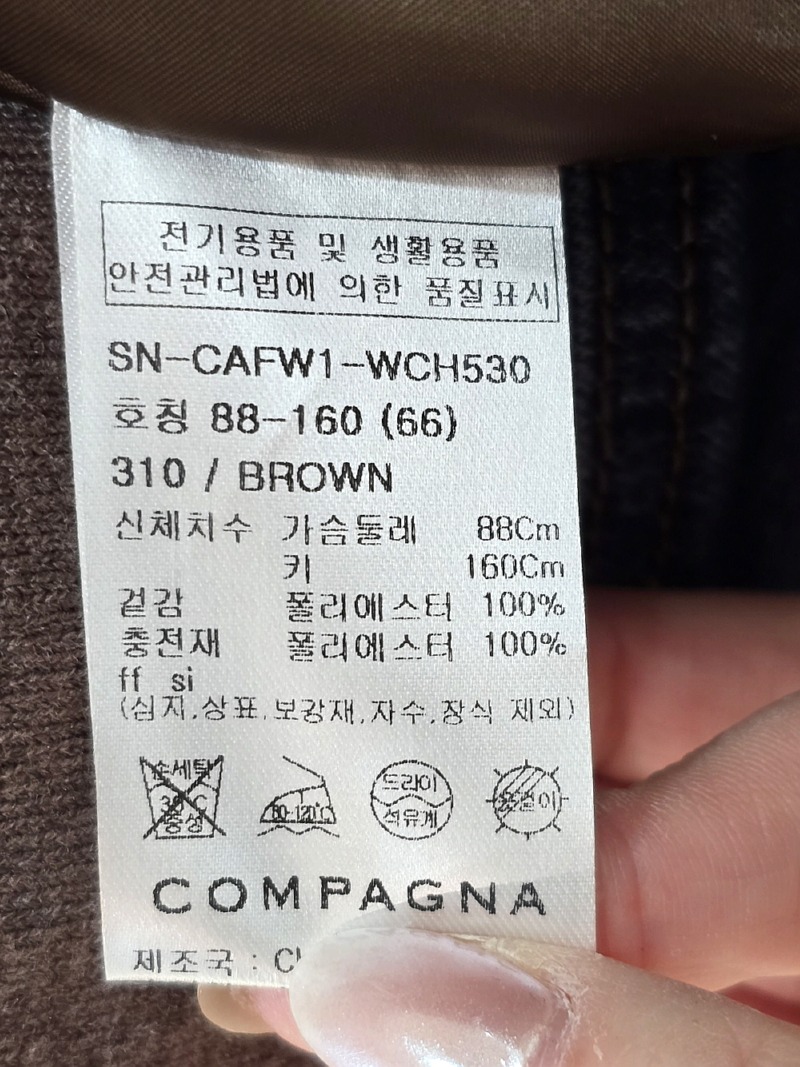 전기용품 및 생활용품
안전관리법에 의한 품질표시
SN-CAFW1-WCH530
호칭 88-160 (66)
310 / BROWN
신체치수 가슴둘레 88Cm
키 160Cm
겉감 폴리에스터 100%
충전재 폴리에스터 100%
ff si
(심지,상표,보강재,자수,장식 제외)
손세탁
30°C
중성
80-120°C
드라이
석유계
옷걸이
COMPAGNA
제조국 :